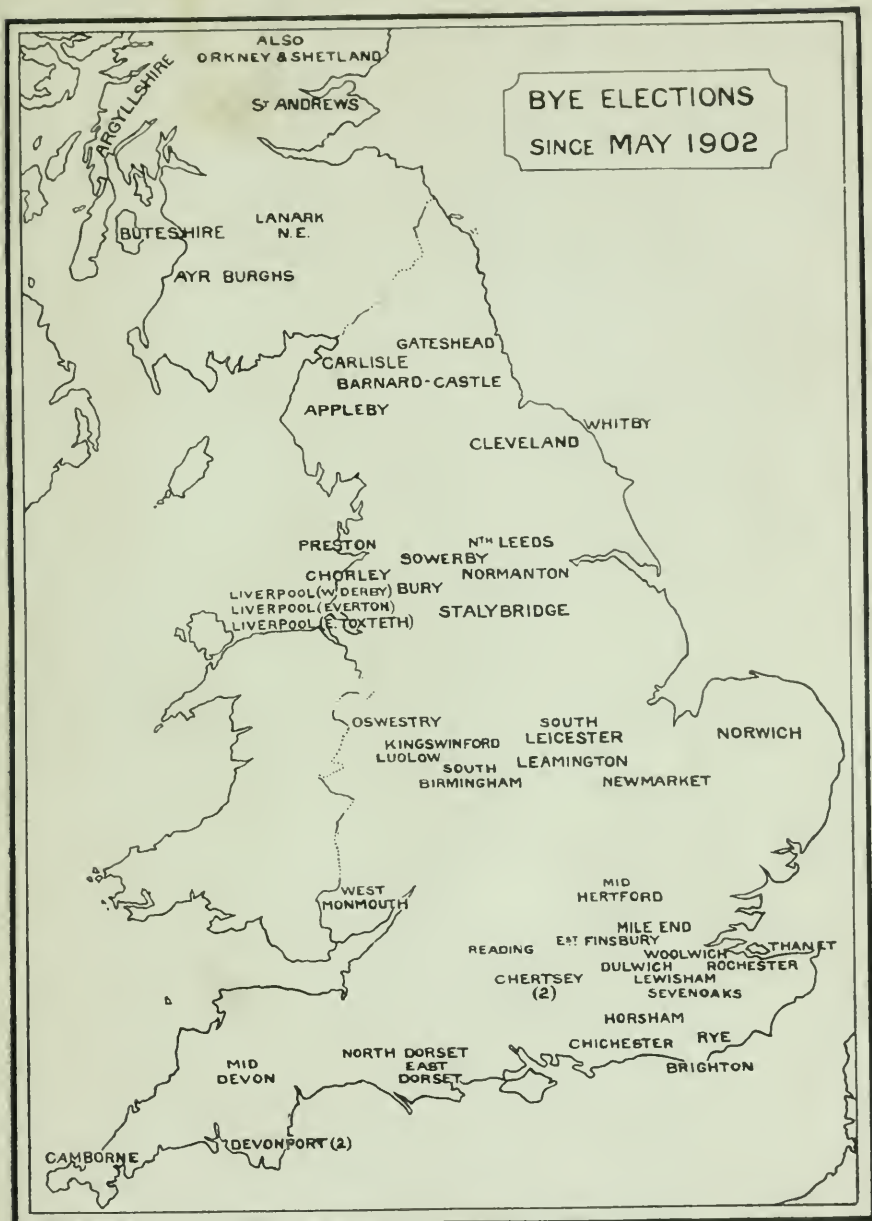 ALSO
ORKNEY & SHETLAND
ST ANDREWS
ARGYLLSHIRE
BYE ELECTIONS
SINCE MAY 1902
LANARK
N.E.
BUTESHIRE
AYR BURGHS
GATESHEAD
CARLISLE
BARNARD-CASTLE
APPLEBY
WHITBY
CLEVELAND
PRESTON
NTH LEEDS
SOWERBY
CHORLEY
NORMANTON
LIVERPOOL (W. DERBY)
BURY
LIVERPOOL (EVERTON)
STALYBRIDGE
LIVERPOOL (E. TOXTETH)
OSWESTRY
SOUTH
LEICESTER
NORWICH
KINGSWINFORD
LUDLOW
LEAMINGTON
SOUTH
BIRMINGHAM
NEWMARKET
WEST
MONMOUTH
MID
HERTFORD
MILE END
EST FINSBURY
READING
WOOLWICH
THANET
DULWICH
ROCHESTER
CHERTSEY
(2)
LEWISHAM
SEVENOAKS
HORSHAM
CHICHESTER
RYE
BRIGHTON
NORTH DORSET
EAST
DORSET
MID
DEVON
DEVONPORT (2)
CAMBORNE